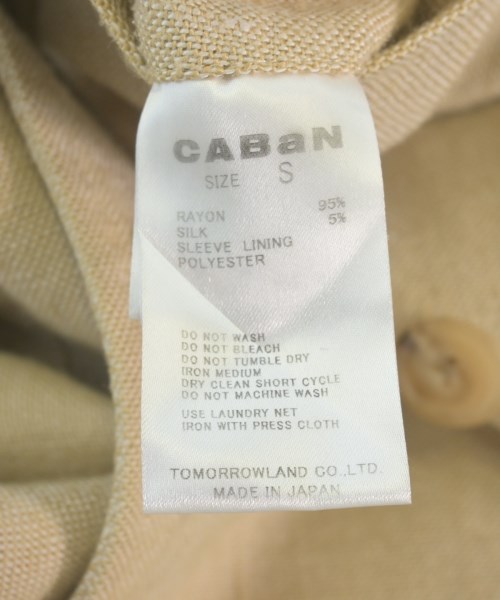 CABaN
SIZE S
RAYON 95%
SILK 5%
SLEEVE LINING
POLYESTER
DO NOT WASH
DO NOT BLEACH
DO NOT TUMBLE DRY
IRON MEDIUM
DRY CLEAN SHORT CYCLE
DO NOT MACHINE WASH
USE LAUNDRY NET
IRON WITH PRESS CLOTH
TOMORROWLAND CO.,LTD.
MADE IN JAPAN